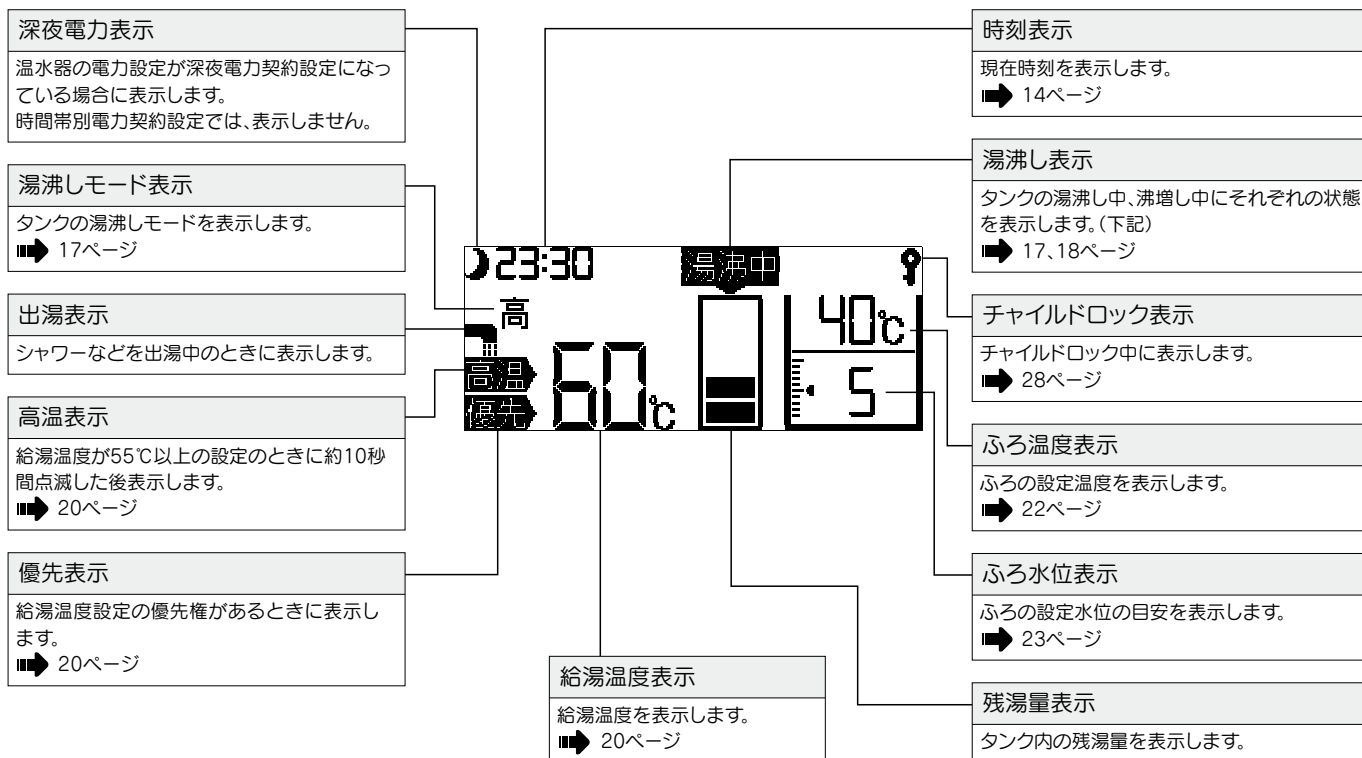 深夜電力表示
温水器の電力設定が深夜電力契約設定になっ
ている場合に表示します。
時間帯別電力契約設定では、表示しません。
湯沸しモード表示
タンクの湯沸しモードを表示します。
17ページ
出湯表示
シャワーなどを出湯中のときに表示します。
高温表示
給湯温度が55℃以上の設定のときに約10秒
間点滅した後表示します。
20ページ
優先表示
給湯温度設定の優先権があるときに表示し
ます。
20ページ
23:30
湯沸中
高
高温
優先
60℃
40℃
5
給湯温度表示
給湯温度を表示します。
20ページ
時刻表示
現在時刻を表示します。
14ページ
湯沸し表示
タンクの湯沸し中、沸増し中にそれぞれの状態
を表示します。(下記)
17、18ページ
チャイルドロック表示
チャイルドロック中に表示します。
28ページ
ふろ温度表示
ふろの設定温度を表示します。
22ページ
ふろ水位表示
ふろの設定水位の目安を表示します。
23ページ
残湯量表示
タンク内の残湯量を表示します。